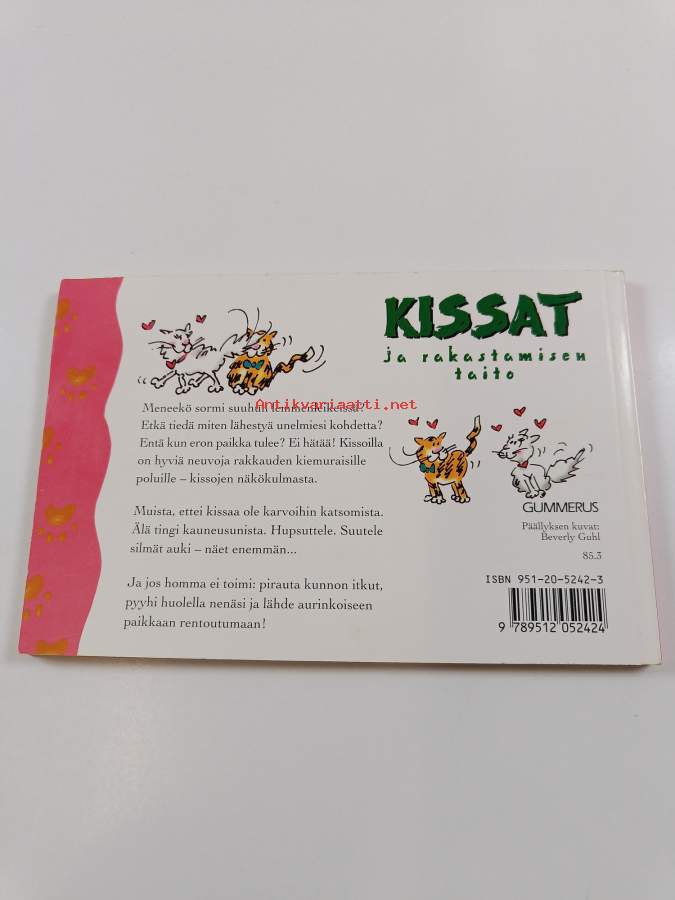 KISSAT
ja rakastamisen
taito
Antikvariaatti.net
Meneekö sormi suuhun lemmenleikeissä?
Etkä tiedä miten lähestyä unelmiesi kohdetta?
Entä kun eron paikka tulee? Ei hätää! Kissoilla
on hyviä neuvoja rakkauden kiemuraisille
poluille – kissojen näkökulmasta.
Muista, ettei kissaa ole karvoihin katsomista.
Älä tingi kauneusunista. Hupsuttele. Suutele
silmät auki – näet enemmän...
Ja jos homma ei toimi: pirauta kunnon itkut,
pyyhi huolella nenäsi ja lähde aurinkoiseen
paikkaan rentoutumaan!
GUMMERUS
Päällyksen kuvat:
Beverly Guhl
85.3
ISBN 951-20-5242-3
9 789512 052424